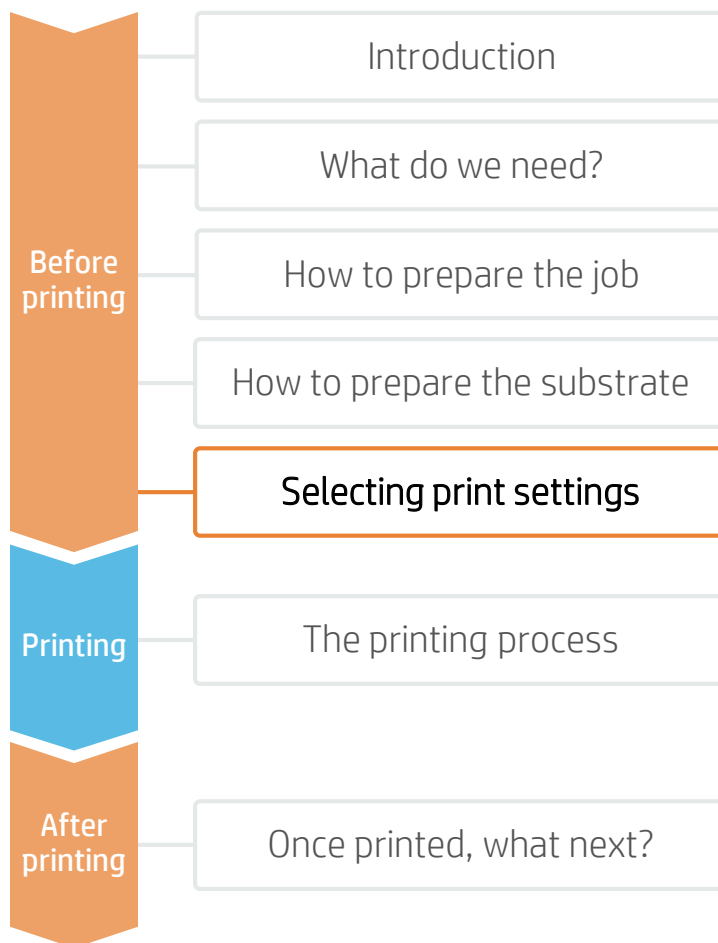 Introduction
What do we need?
Before
printing
How to prepare the job
How to prepare the substrate
Selecting print settings
Printing
The printing process
After
printing
Once printed, what next?